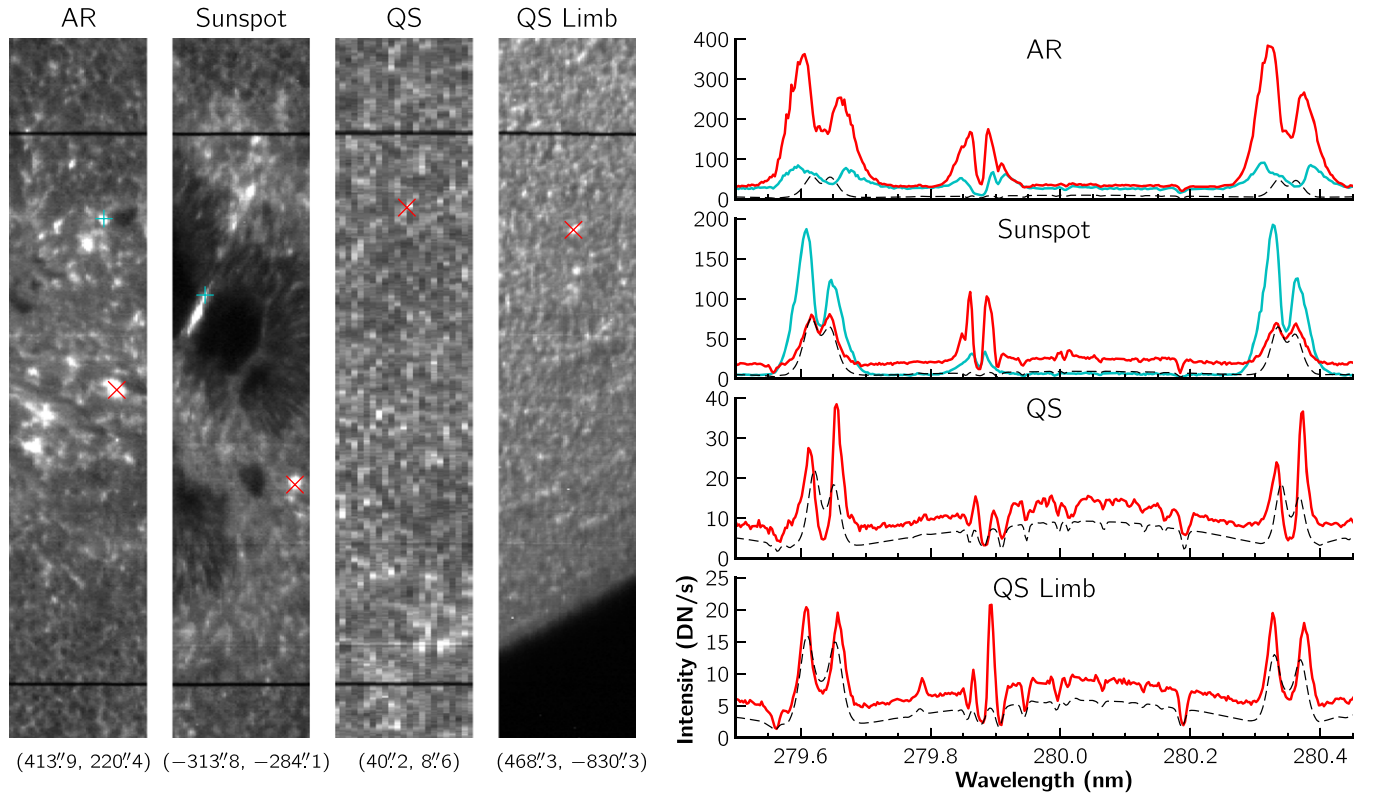 AR Sunspot QS QS Limb
(413″.9, 220″.4) (−313″.8, −284″.1) (40″.2, 8″.6) (468″.3, −830″.3)
AR
400
300
200
100
0
Sunspot
200
150
100
50
0
QS
40
30
20
10
0
QS Limb
25
20
15
10
5
0
Intensity (DN/s)
279.6 279.8 280.0 280.2 280.4
Wavelength (nm)